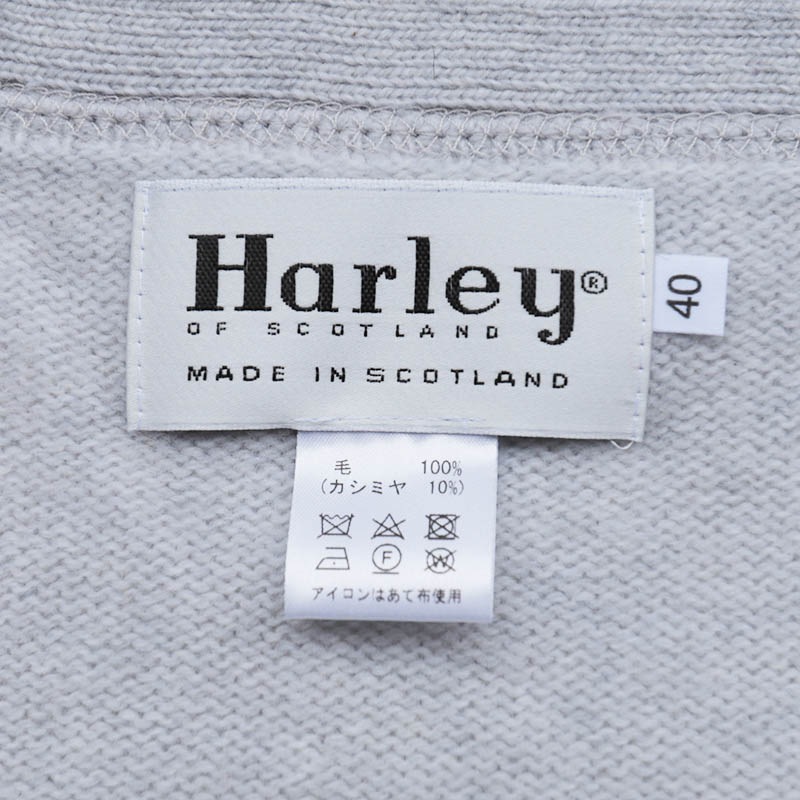 Harley®
OF SCOTLAND
MADE IN SCOTLAND
40
毛 100%
(カシミヤ 10%)
F W
アイロンはあて布使用